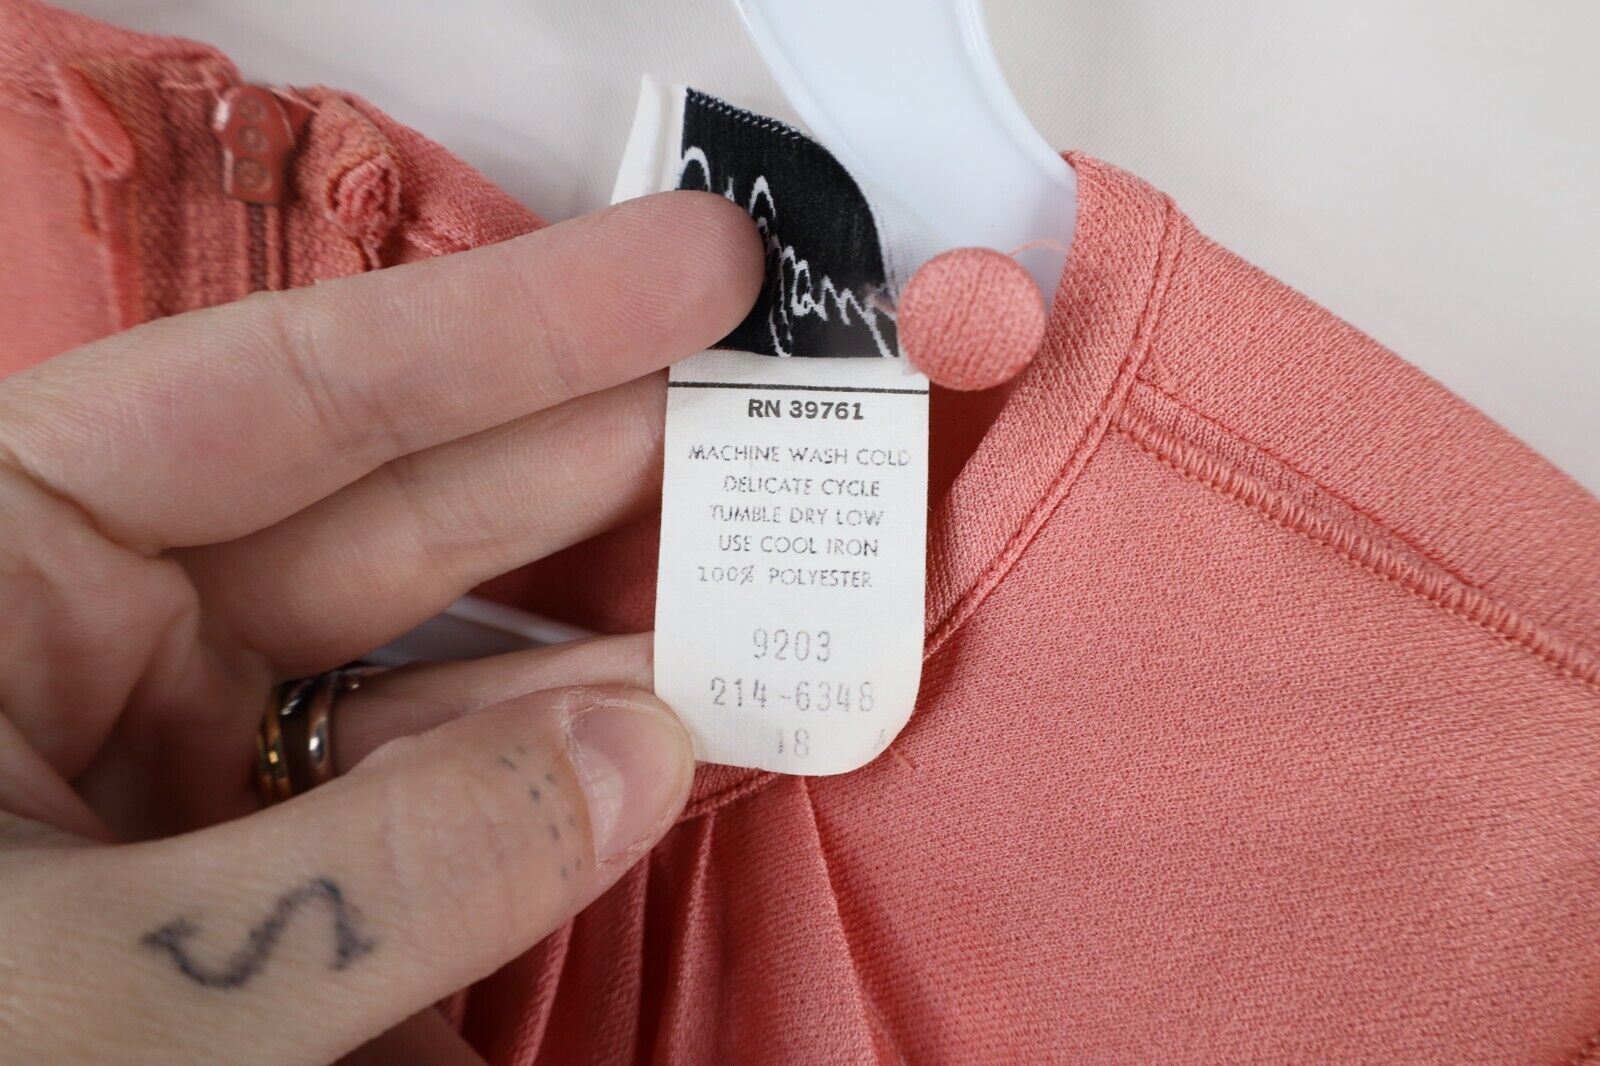 RN 39761
MACHINE WASH COLD
DELICATE CYCLE
TUMBLE DRY LOW
USE COOL IRON
100% POLYESTER
9203
214-6348
18 A
S